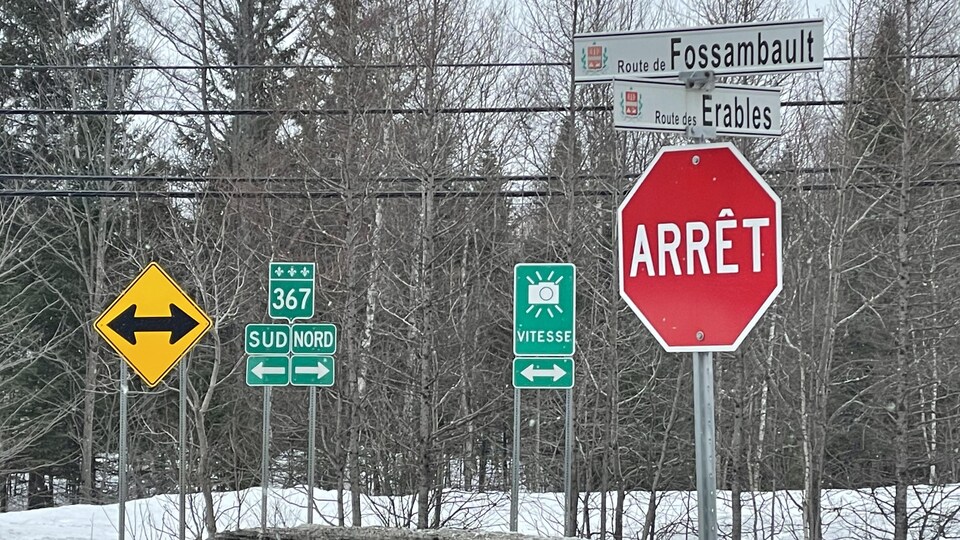 Route de Fossambault
Route des Erables
ARRÊT
367
SUD NORD
VITESSE